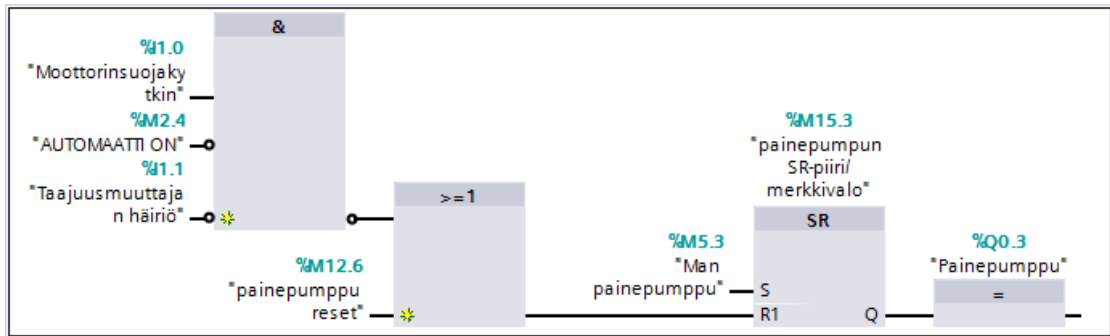 &
%I1.0
"Moottorinsuojaky
tkin"
%M2.4
"AUTOMAATTI ON"
%I1.1
"Taajuusmuuttaja
n häiriö"
>=1
%M12.6
"painepumppu
reset"
%M15.3
"painepumpun
SR-piiri/
merkkivalo"
SR
%M5.3
"Man
painepumppu"
S
R1
Q
%Q0.3
"Painepumppu"
=